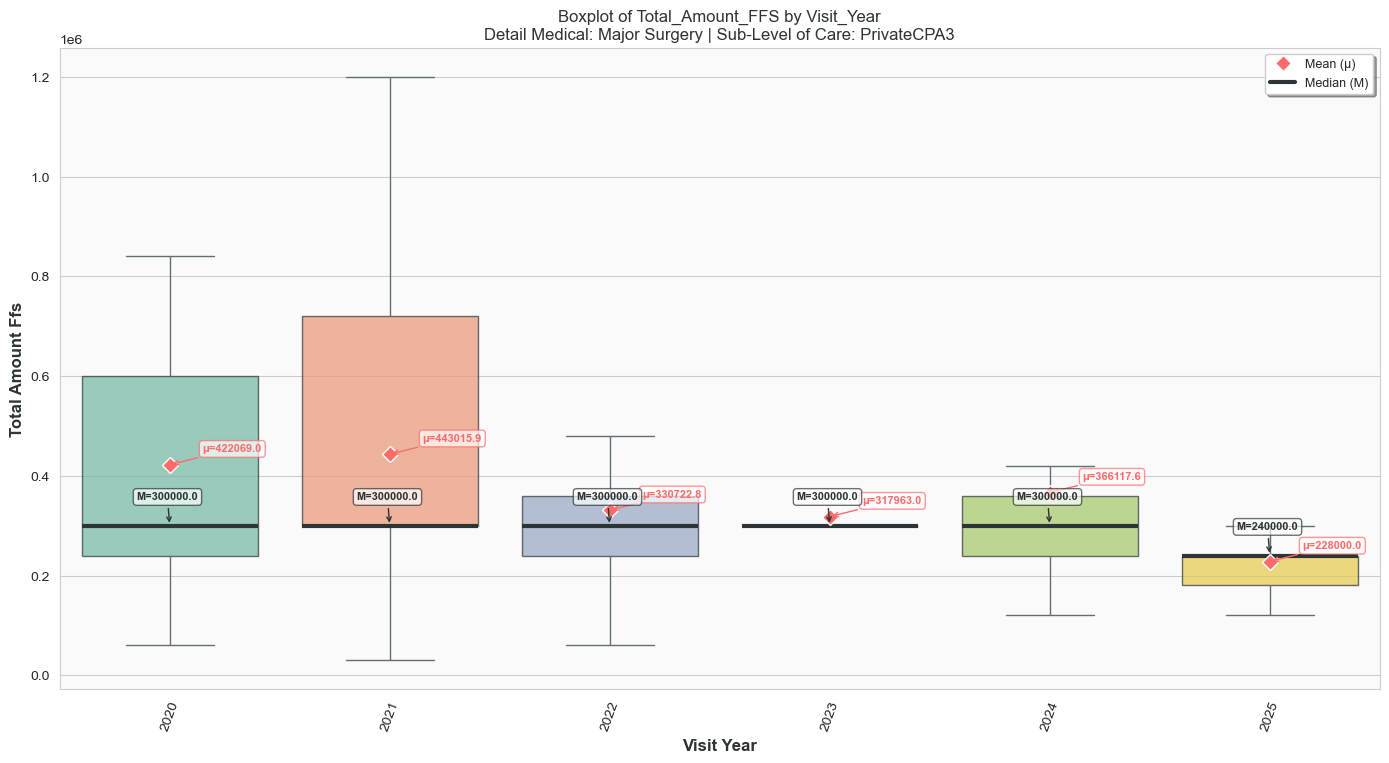 Boxplot of Total_Amount_FFS by Visit_Year
Detail Medical: Major Surgery | Sub-Level of Care: PrivateCPA3
1e6
Mean (μ)
Median (M)
1.2
1.0
0.8
0.6
0.4
0.2
0.0
Total Amount Ffs
μ=422069.0
M=300000.0
μ=443015.9
M=300000.0
M=300000.0
μ=330722.8
M=300000.0
μ=317963.0
μ=366117.6
M=300000.0
M=240000.0
μ=228000.0
2020
2021
2022
2023
2024
2025
Visit Year